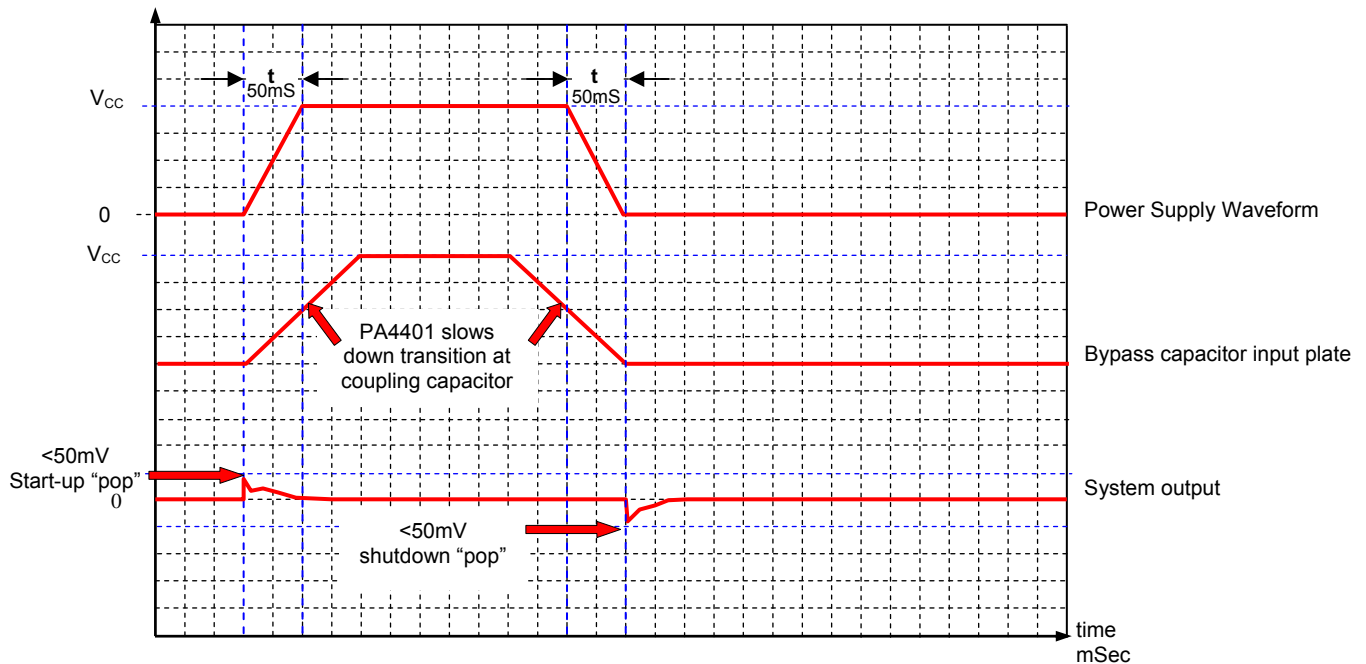 t
50mS
t
50mS
VCC
0
Power Supply Waveform
VCC
PA4401 slows
down transition at
coupling capacitor
Bypass capacitor input plate
<50mV
Start-up “pop”
0
System output
<50mV
shutdown “pop”
time
mSec